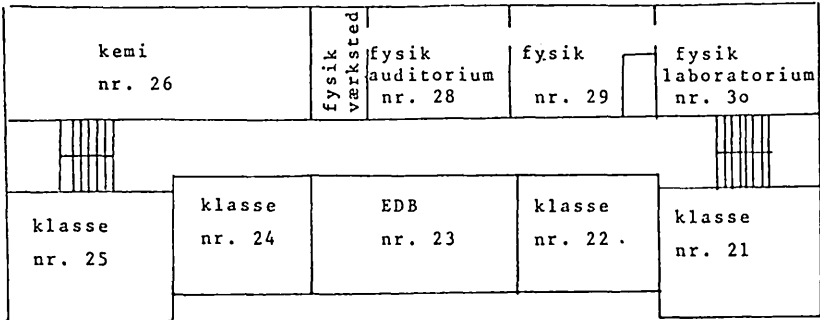 kemi
nr. 26
fysik
værksted
fysik
auditorium
nr. 28
fysik
nr. 29
fysik
laboratorium
nr. 3o
klasse
nr. 25
klasse
nr. 24
EDB
nr. 23
klasse
nr. 22.
klasse
nr. 21